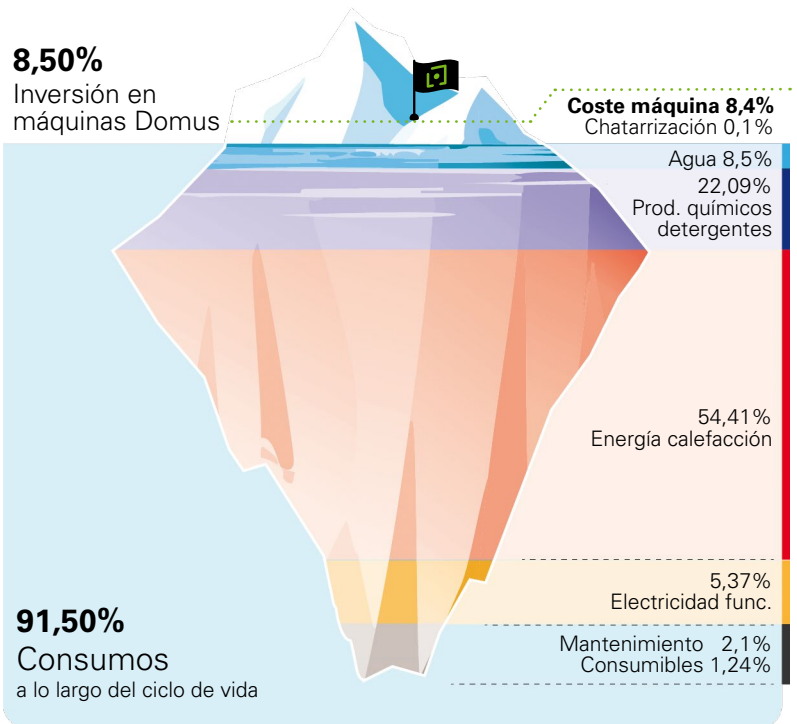 8,50%
Inversión en
máquinas Domus
Coste máquina 8,4%
Chatarrización 0,1%
Agua 8,5%
22,09%
Prod. químicos
detergentes
54,41%
Energía calefacción
5,37%
Electricidad func.
Mantenimiento 2,1%
Consumibles 1,24%
91,50%
Consumos
a lo largo del ciclo de vida